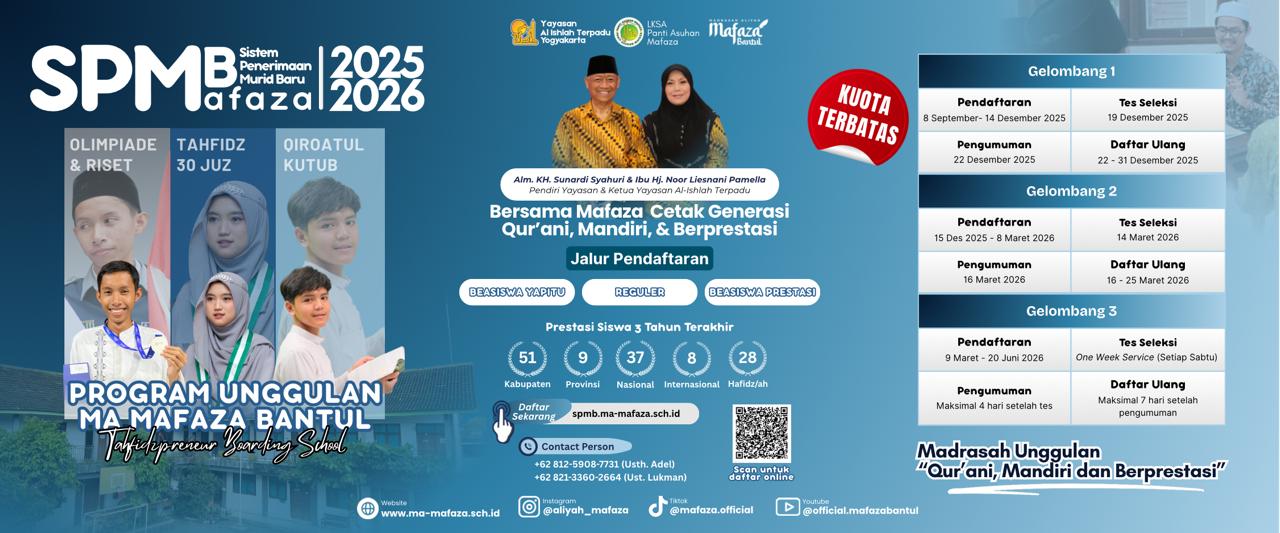 Yayasan
Al Ishlah Terpadu
Yogyakarta
LKSA
Panti Asuhan
Mafaza
MADRASAH ALIYAH
Mafaza
Bantul
SPMB
afaza
Sistem
Penerimaan
Murid Baru
2025
2026
OLIMPIADE
& RISET
TAHFIDZ
30 JUZ
QIROATUL
KUTUB
PROGRAM UNGGULAN
MA MAFAZA BANTUL
Tahfidzpreneur Boarding School
KUOTA
TERBATAS
Alm. KH. Sunardi Syahuri & Ibu Hj. Noor Liesnani Pamella
Pendiri Yayasan & Ketua Yayasan Al-Ishlah Terpadu
Bersama Mafaza Cetak Generasi
Qur'ani, Mandiri, & Berprestasi
Jalur Pendaftaran
BEASISWA YAPITU
REGULER
BEASISWA PRESTASI
Prestasi Siswa 3 Tahun Terakhir
51
Kabupaten
9
Provinsi
37
Nasional
8
Internasional
28
Hafidz/ah
Daftar
Sekarang
spmb.ma-mafaza.sch.id
Contact Person
+62 812-5908-7731 (Usth. Adel)
+62 821-3360-2664 (Ust. Lukman)
Scan untuk
daftar online
Gelombang 1
Pendaftaran
8 September- 14 Desember 2025
Tes Seleksi
19 Desember 2025
Pengumuman
22 Desember 2025
Daftar Ulang
22 - 31 Desember 2025
Gelombang 2
Pendaftaran
15 Des 2025 - 8 Maret 2026
Tes Seleksi
14 Maret 2026
Pengumuman
16 Maret 2026
Daftar Ulang
16 - 25 Maret 2026
Gelombang 3
Pendaftaran
9 Maret - 20 Juni 2026
Tes Seleksi
One Week Service (Setiap Sabtu)
Pengumuman
Maksimal 4 hari setelah tes
Daftar Ulang
Maksimal 7 hari setelah
pengumuman
Madrasah Unggulan
"Qur'ani, Mandiri dan Berprestasi"
Website
www.ma-mafaza.sch.id
Instagram
@aliyah_mafaza
Tiktok
@mafaza.official
Youtube
@official.mafazabantul